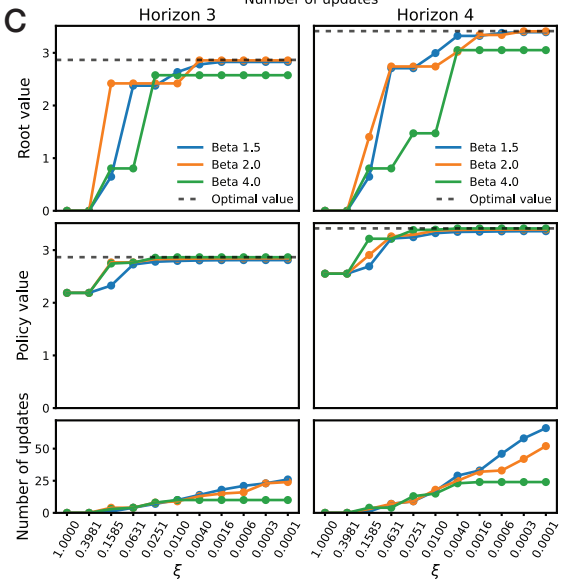 Number of updates
C
Horizon 3
Horizon 4
Root value
3
2
1
0
Beta 1.5
Beta 2.0
Beta 4.0
Optimal value
Beta 1.5
Beta 2.0
Beta 4.0
Optimal value
Policy value
3
2
1
0
Number of updates
50
25
0
1.0000
0.3981
0.1585
0.0631
0.0251
0.0100
0.0040
0.0016
0.0006
0.0003
0.0001
1.0000
0.3981
0.1585
0.0631
0.0251
0.0100
0.0040
0.0016
0.0006
0.0003
0.0001
ξ
ξ